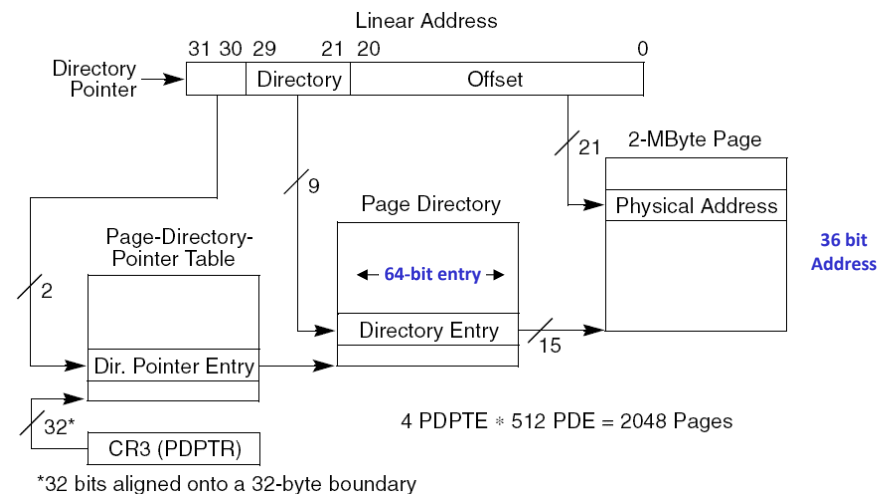 Linear Address
31 30 29 21 20 0
Directory
Pointer
Directory
Offset
21
2-MByte Page
9
Page Directory
Physical Address
36 bit
Address
Page-Directory-
Pointer Table
64-bit entry
2
Directory Entry
15
Dir. Pointer Entry
32*
4 PDPTE * 512 PDE = 2048 Pages
CR3 (PDPTR)
*32 bits aligned onto a 32-byte boundary